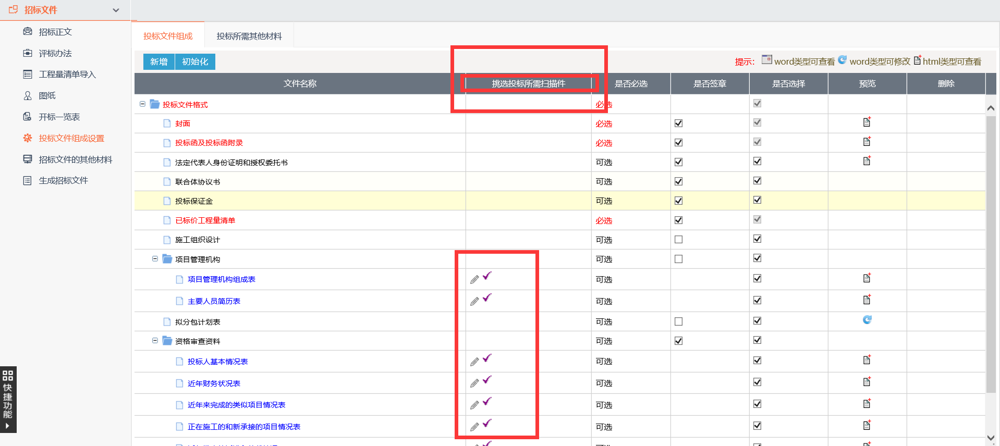 招标文件
招标正文
评标办法
工程量清单导入
图纸
开标一览表
投标文件组成设置
招标文件的其他材料
生成招标文件
快捷功能
投标文件组成 投标所需其他材料
新增 初始化
提示: word类型可查看 word类型可修改 html类型可查看
文件名称 挑选投标所需扫描件 是否必选 是否签章 是否选择 预览 删除
投标文件格式 必选
封面 必选
投标函及投标函附录 必选
法定代表人身份证明和授权委托书 可选
联合体协议书 可选
投标保证金 可选
已标价工程量清单 必选
施工组织设计 可选
项目管理机构 可选
项目管理机构组成表 可选
主要人员简历表 可选
拟分包计划表 可选
资格审查资料 可选
投标人基本情况表 可选
近年财务状况表 可选
近年来完成的类似项目情况表 可选
正在施工的和新承接的项目情况表 可选